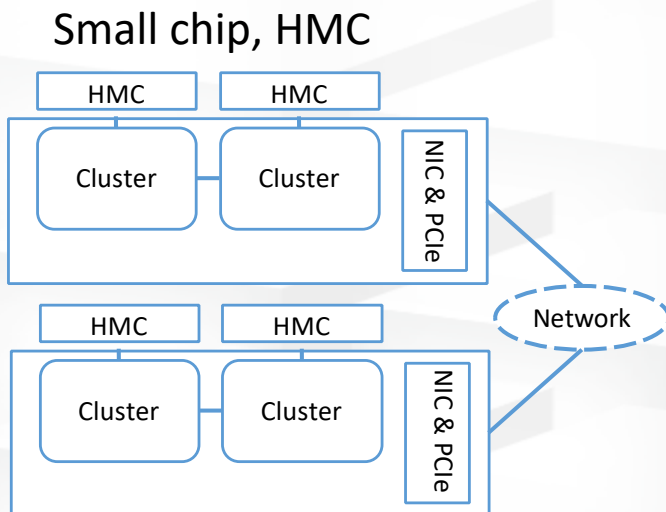 Small chip, HMC
HMC
HMC
Cluster
Cluster
NIC & PCIe
Network
HMC
HMC
Cluster
Cluster
NIC & PCIe